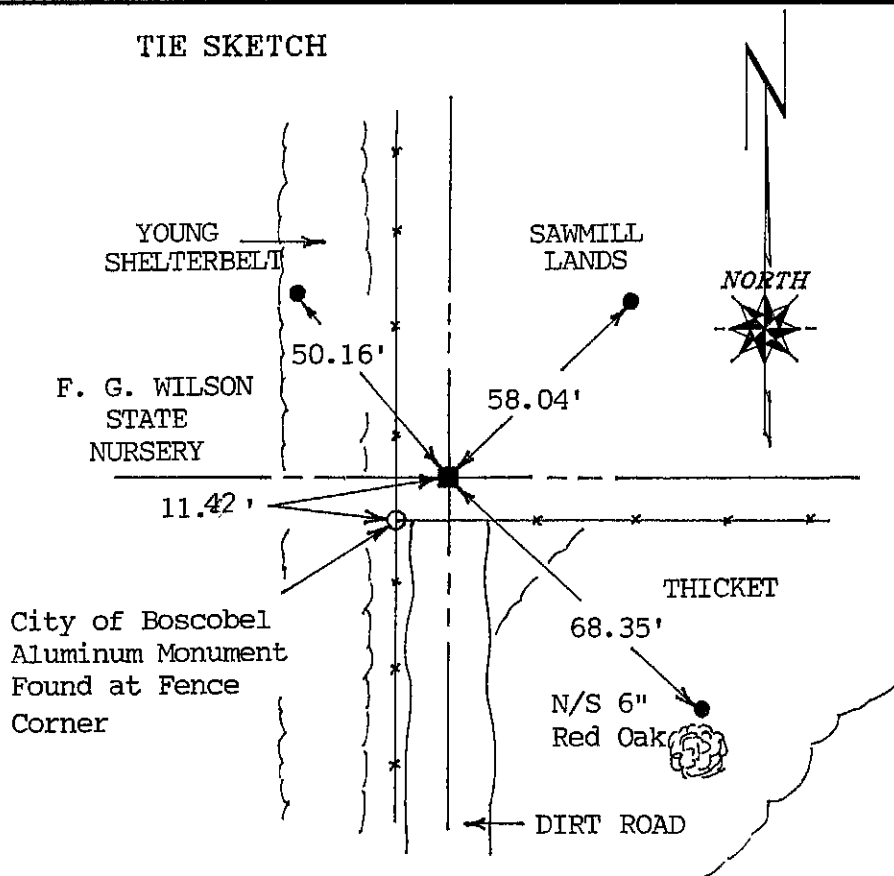 TIE SKETCH
N
YOUNG
SHELTERBELT
SAWMILL
LANDS
NORTH
50.16'
58.04'
F. G. WILSON
STATE
NURSERY
11.42'
THICKET
68.35'
City of Boscobel
Aluminum Monument
Found at Fence
Corner
N/S 6"
Red Oak
DIRT ROAD